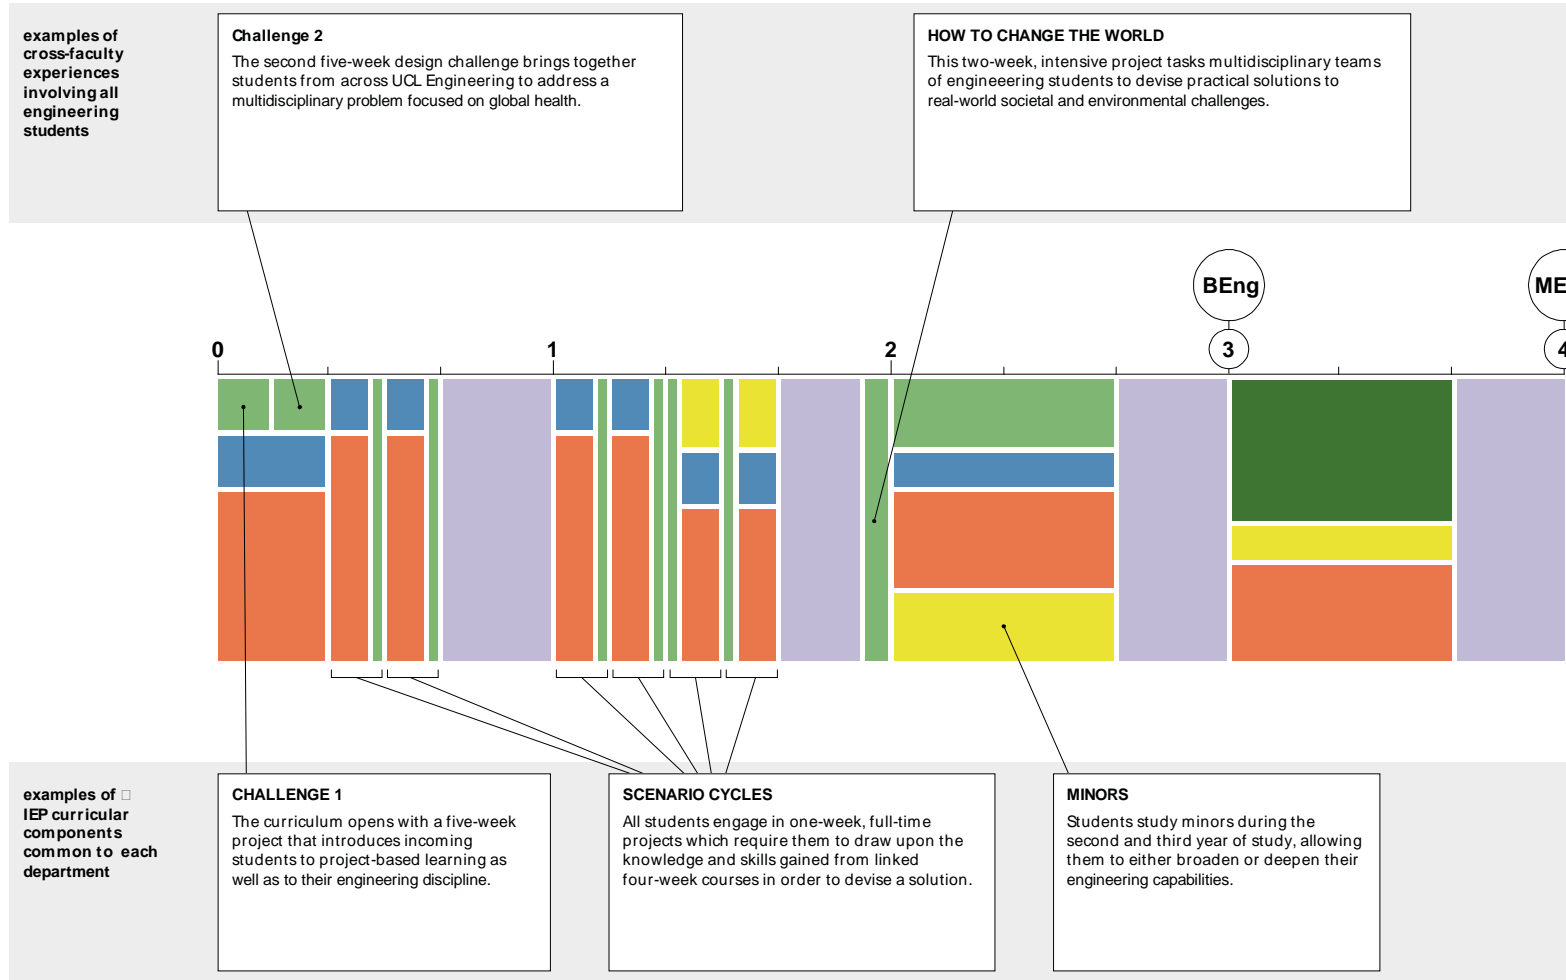 examples of
cross-faculty
experiences
involving all
engineering
students
Challenge 2
The second five-week design challenge brings together
students from across UCL Engineering to address a
multidisciplinary problem focused on global health.
HOW TO CHANGE THE WORLD
This two-week, intensive project tasks multidisciplinary teams
of engineeering students to devise practical solutions to
real-world societal and environmental challenges.
BEng
ME
0
1
2
3
4
examples of □
IEP curricular
components
common to each
department
CHALLENGE 1
The curriculum opens with a five-week
project that introduces incoming
students to project-based learning as
well as to their engineering discipline.
SCENARIO CYCLES
All students engage in one-week, full-time
projects which require them to draw upon the
knowledge and skills gained from linked
four-week courses in order to devise a solution.
MINORS
Students study minors during the
second and third year of study, allowing
them to either broaden or deepen their
engineering capabilities.